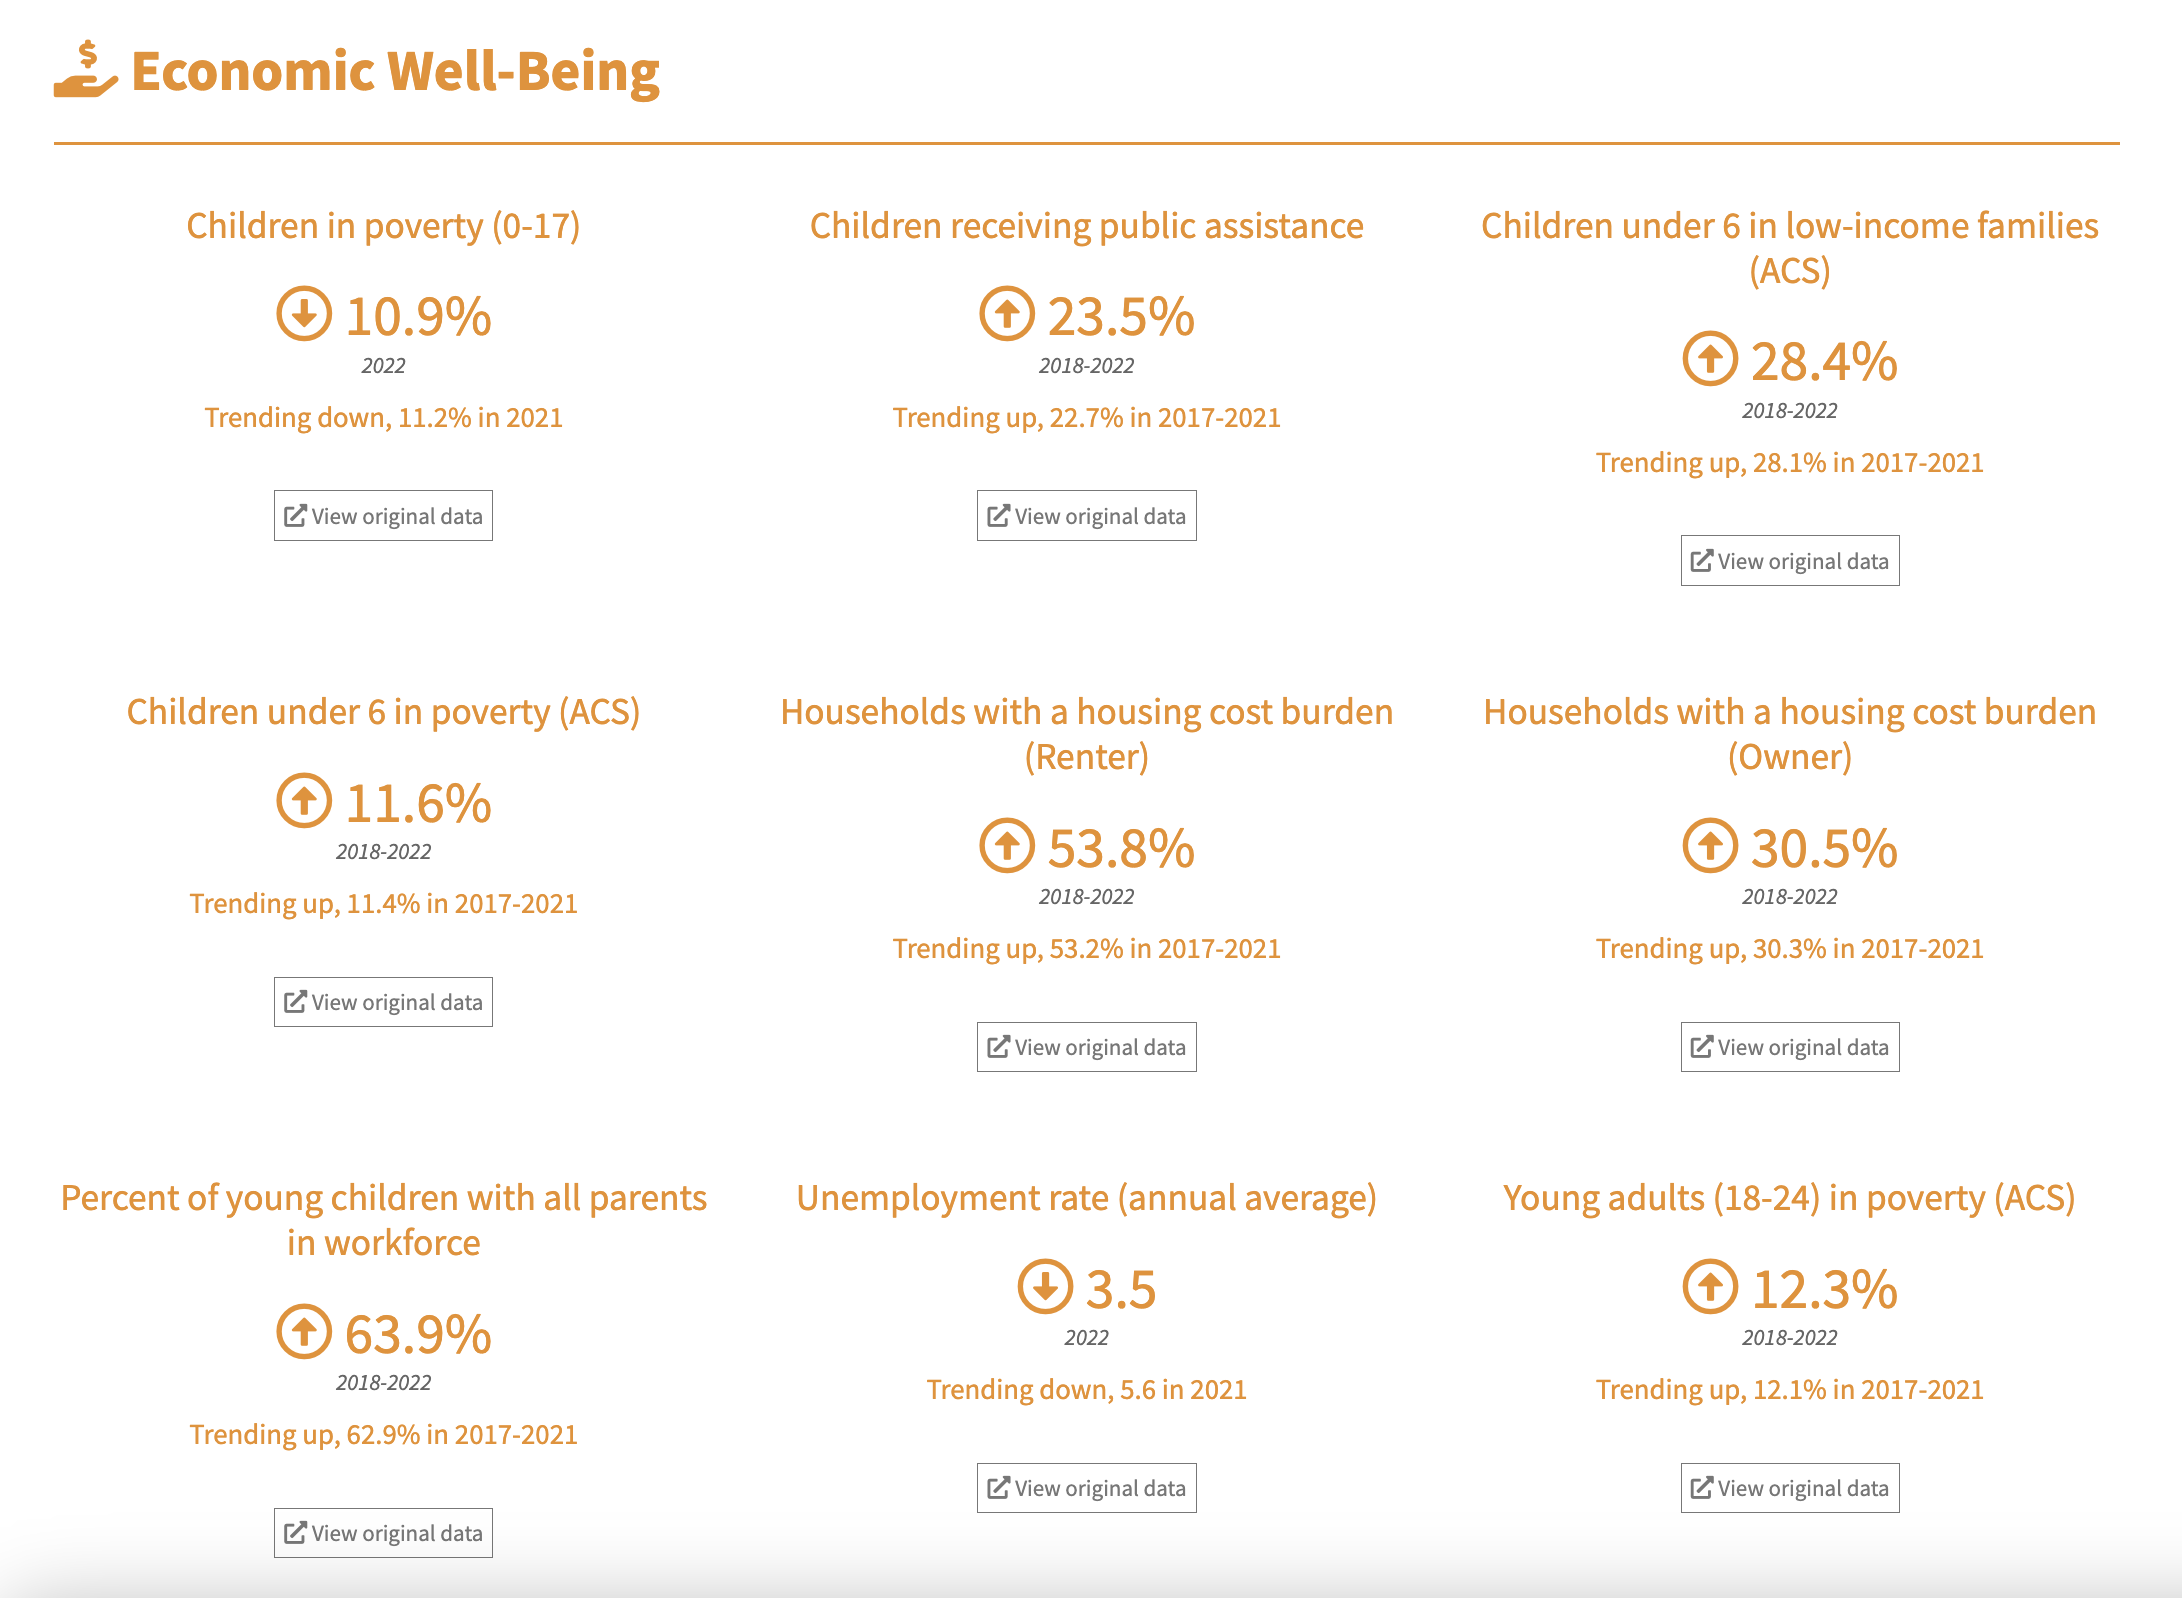 Economic Well-Being
Children in poverty (0-17)
10.9%
2022
Trending down, 11.2% in 2021
View original data
Children receiving public assistance
23.5%
2018-2022
Trending up, 22.7% in 2017-2021
View original data
Children under 6 in low-income families
(ACS)
28.4%
2018-2022
Trending up, 28.1% in 2017-2021
View original data
Children under 6 in poverty (ACS)
11.6%
2018-2022
Trending up, 11.4% in 2017-2021
View original data
Households with a housing cost burden
(Renter)
53.8%
2018-2022
Trending up, 53.2% in 2017-2021
View original data
Households with a housing cost burden
(Owner)
30.5%
2018-2022
Trending up, 30.3% in 2017-2021
View original data
Percent of young children with all parents
in workforce
63.9%
2018-2022
Trending up, 62.9% in 2017-2021
View original data
Unemployment rate (annual average)
3.5
2022
Trending down, 5.6 in 2021
View original data
Young adults (18-24) in poverty (ACS)
12.3%
2018-2022
Trending up, 12.1% in 2017-2021
View original data